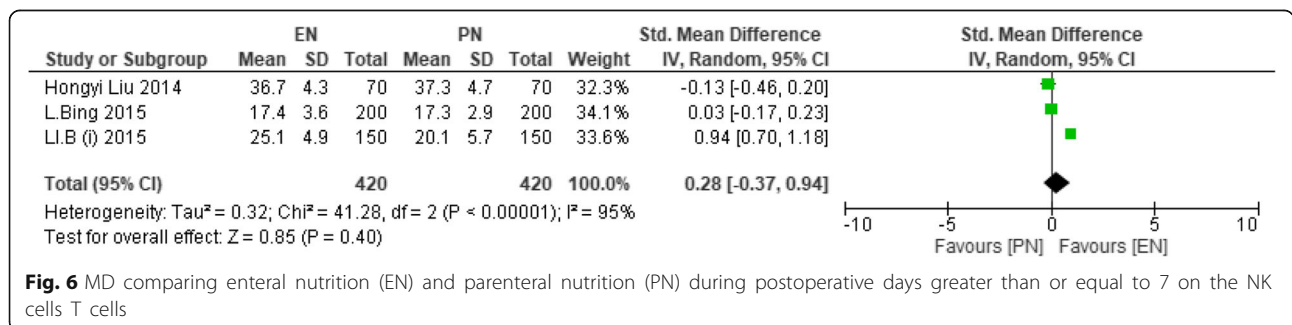 EN PN Std. Mean Difference Std. Mean Difference
Study or Subgroup Mean SD Total Mean SD Total Weight IV, Random, 95% CI IV, Random, 95% CI
Hongyi Liu 2014 36.7 4.3 70 37.3 4.7 70 32.3% -0.13 [-0.46, 0.20]
L.Bing 2015 17.4 3.6 200 17.3 2.9 200 34.1% 0.03 [-0.17, 0.23]
LI.B (i) 2015 25.1 4.9 150 20.1 5.7 150 33.6% 0.94 [0.70, 1.18]
Total (95% CI) 420 420 100.0% 0.28 [-0.37, 0.94]
Heterogeneity: Tau² = 0.32; Chi² = 41.28, df = 2 (P < 0.00001); I² = 95%
Test for overall effect: Z = 0.85 (P = 0.40)
-10 -5 0 5 10
Favours [PN] Favours [EN]
Fig. 6 MD comparing enteral nutrition (EN) and parenteral nutrition (PN) during postoperative days greater than or equal to 7 on the NK
cells T cells